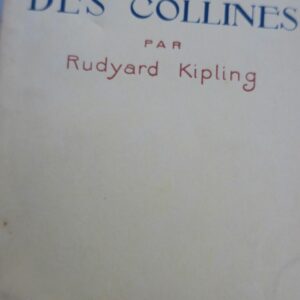 DES COLLINES
PAR
Rudyard Kipling